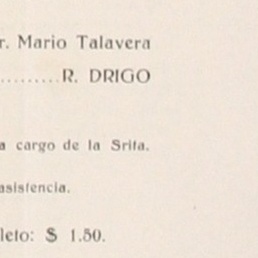 r. Mario Talavera
.........R. DRIGO
a cargo de la Srita.
asistencia.
leto: $ 1.50.